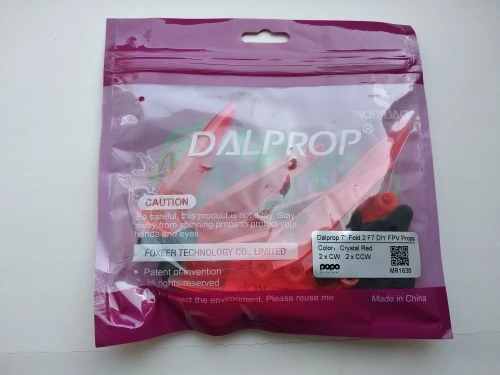 DALPROP®
CAUTION
Be careful, this product is not a toy. Stay
away from spinning props to protect your
hands and eyes.
FOXEER TECHNOLOGY CO., LIMITED
• Patent of invention
All rights reserved
to protect the environment. Please reuse me.
Dalprop 7" Fold 2 F7 DIY FPV Props
Color: Crystal Red
2 x CW 2 x CCW
popo
MR1638
Made in China